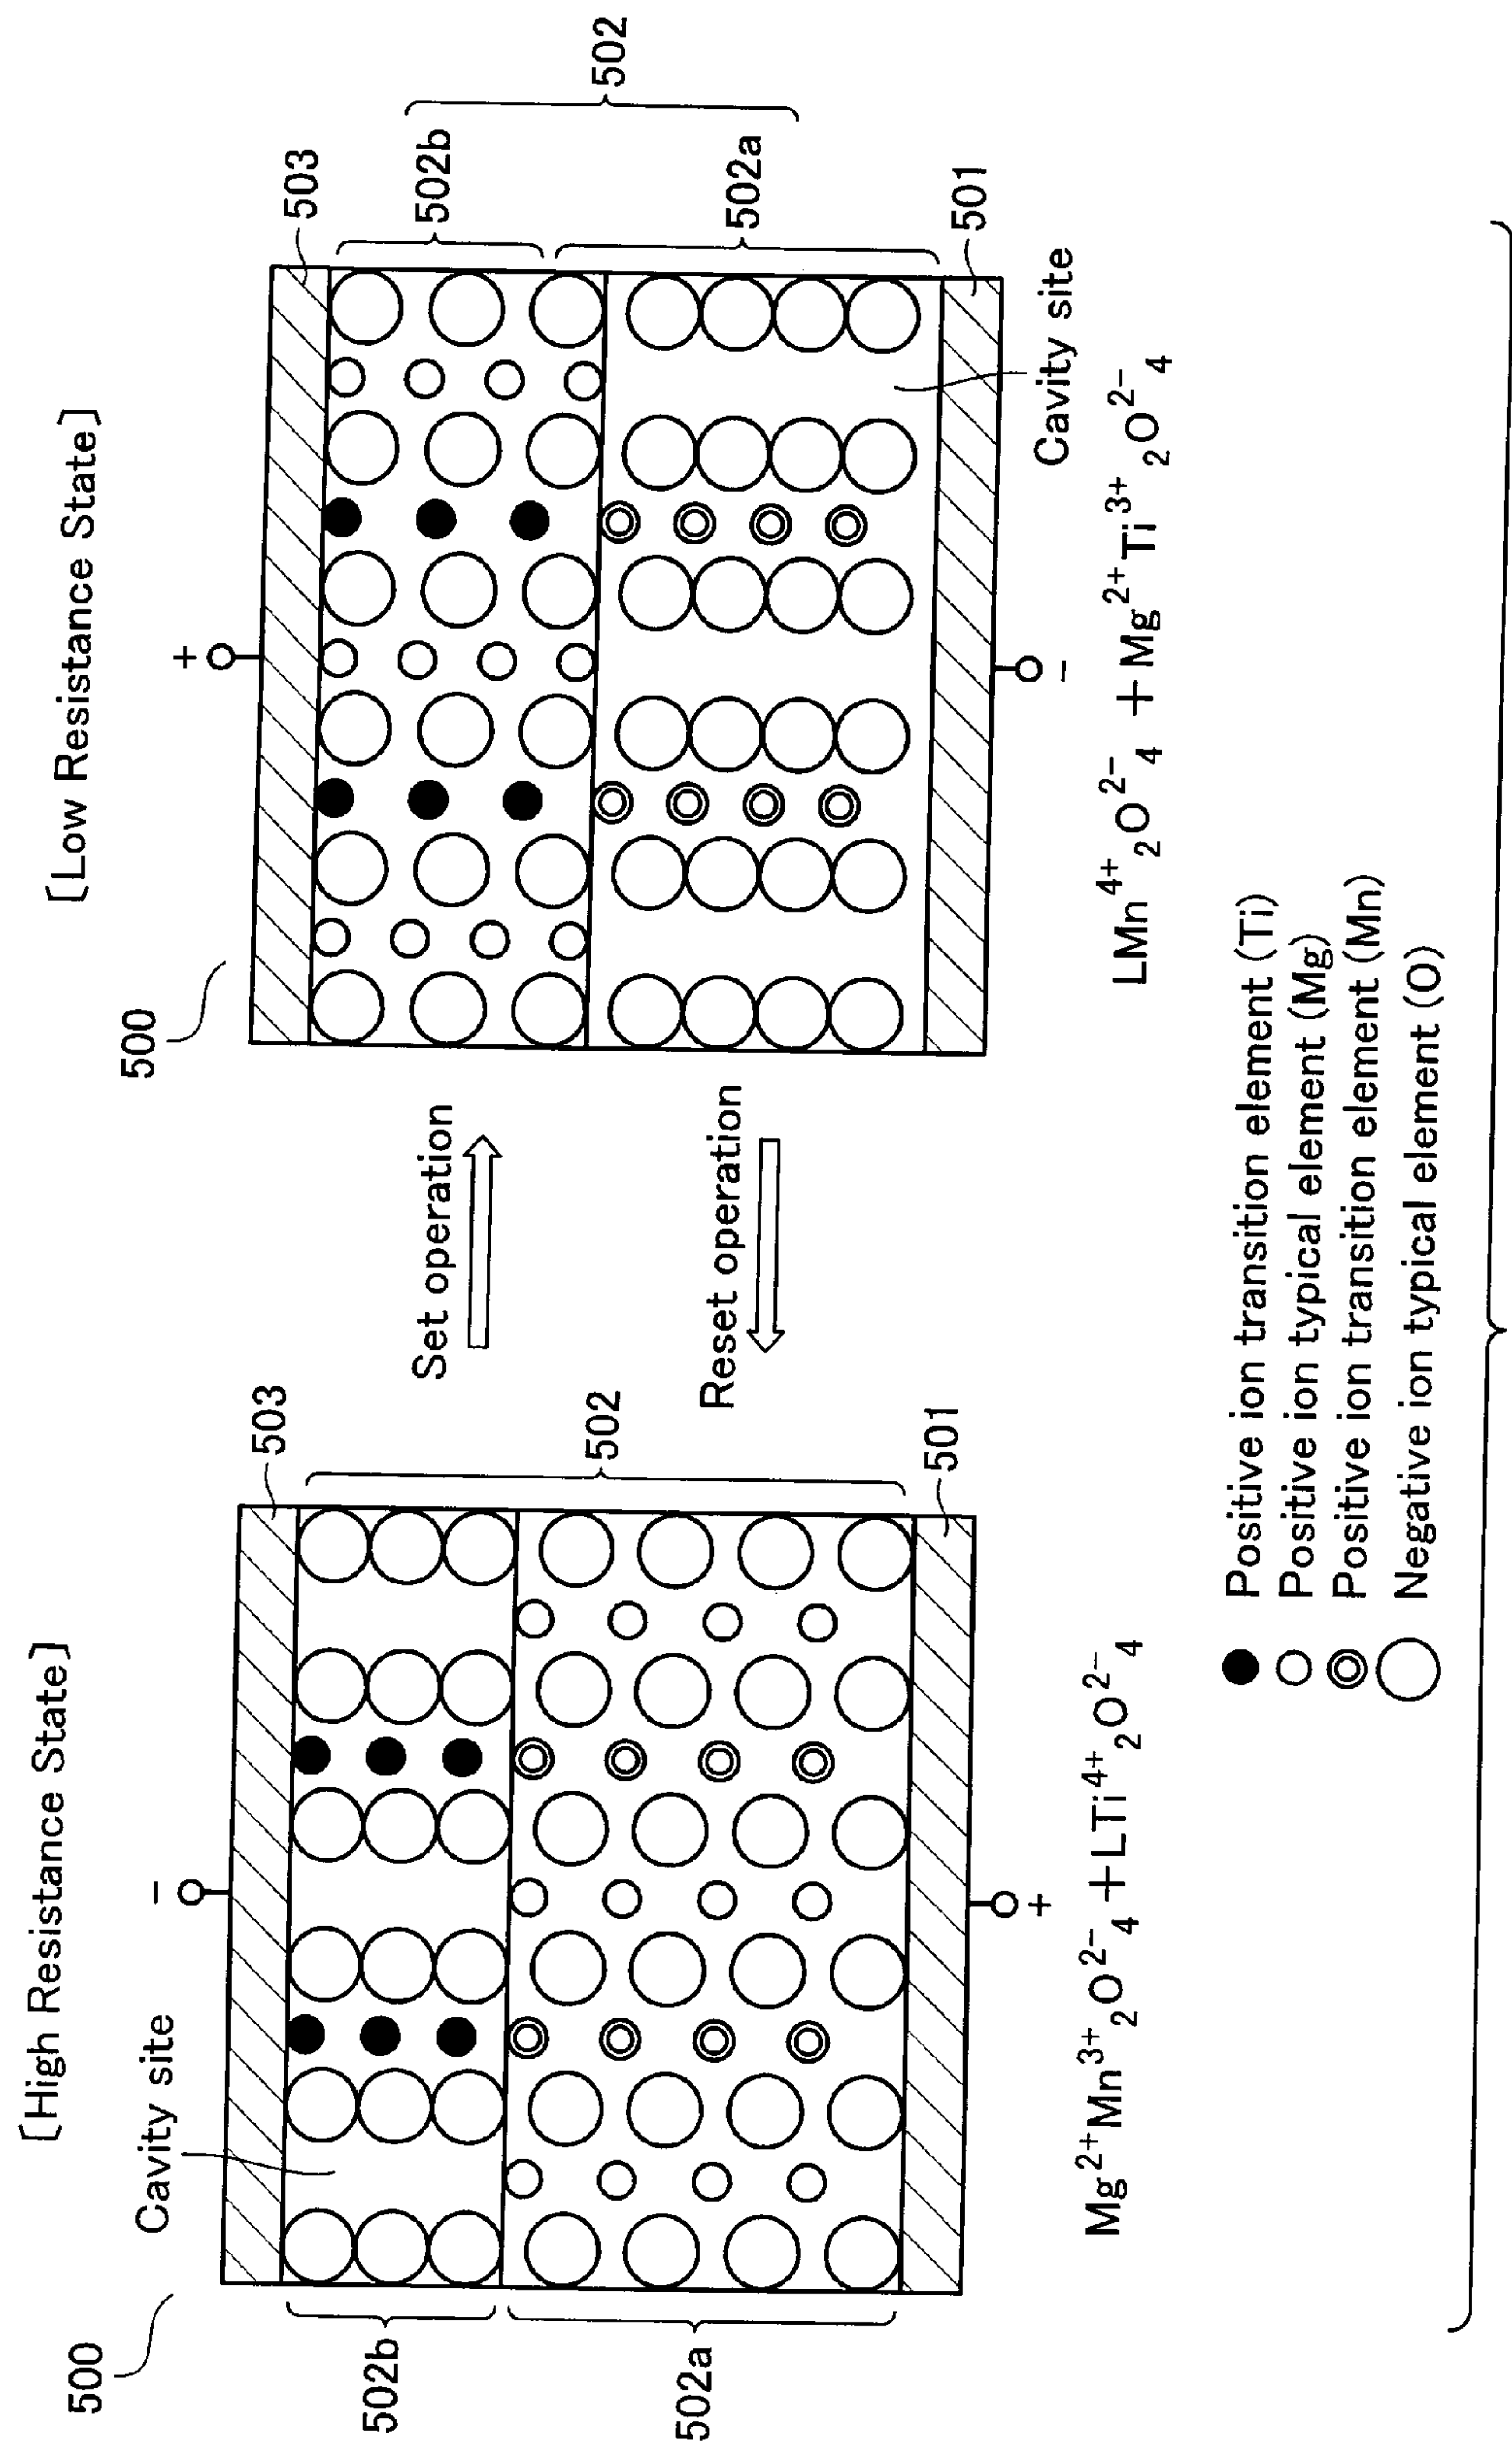 [High Resistance State]
500
Cavity site
−
503
502b
502a
502
501
+
Mg²⁺Mn³⁺₂O²⁻₄+LTi⁴⁺₂O²⁻₄
Set operation
Reset operation
[Low Resistance State]
500
+
503
502b
502a
502
501
Cavity site
−
LMn⁴⁺₂O²⁻₄+Mg²⁺Ti³⁺₂O²⁻₄
Positive ion transition element (Ti)
Positive ion typical element (Mg)
Positive ion transition element (Mn)
Negative ion typical element (O)